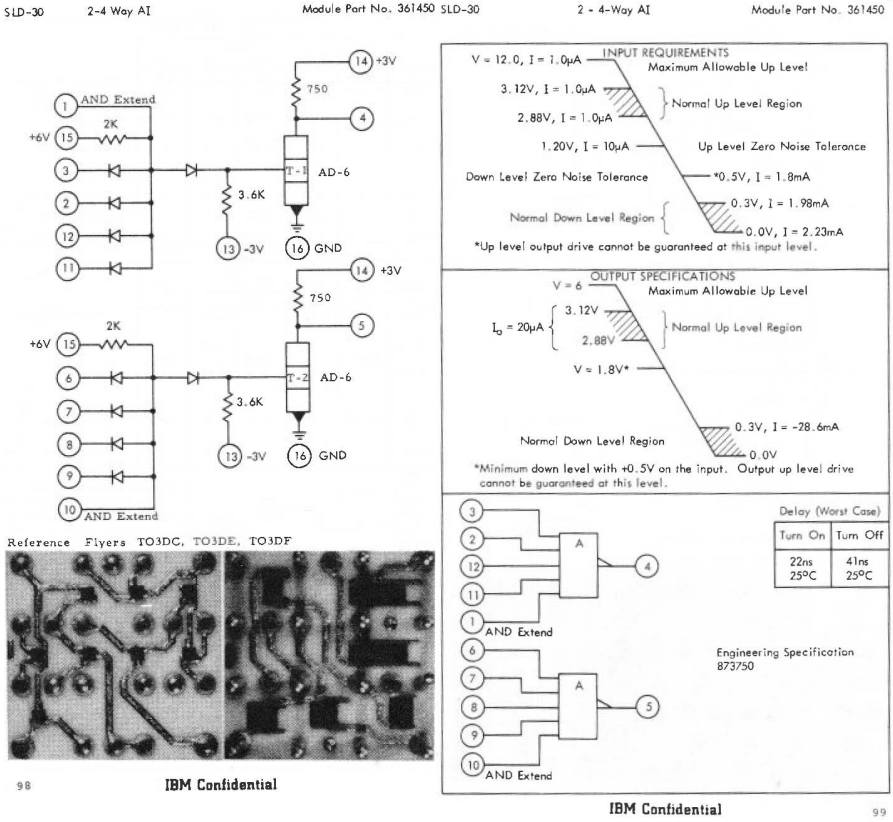 SLD-30 2-4 Way AI Module Part No. 361450
AND Extend
1
14 +3V
750
4
+6V 15
2K
3
T-1 AD-6
2
3.6K
12
13 -3V
16 GND
11
14 +3V
750
5
2K
+6V 15
6
T-2 AD-6
7
3.6K
8
13 -3V
16 GND
9
10
AND Extend
Reference Flyers TO3DC, TO3DE, TO3DF
98 IBM Confidential
SLD-30 2 - 4-Way AI Module Part No. 361450
INPUT REQUIREMENTS
V = 12.0, I = 1.0µA
Maximum Allowable Up Level
3.12V, I = 1.0µA
Normal Up Level Region
2.88V, I = 1.0µA
1.20V, I = 10µA Up Level Zero Noise Tolerance
Down Level Zero Noise Tolerance *0.5V, I = 1.8mA
0.3V, I = 1.98mA
Normal Down Level Region
0.0V, I = 2.23mA
*Up level output drive cannot be guaranteed at this input level.
OUTPUT SPECIFICATIONS
V = 6
Maximum Allowable Up Level
3.12V
Io = 20µA
Normal Up Level Region
2.88V
V = 1.8V*
0.3V, I = -28.6mA
Normal Down Level Region
0.0V
*Minimum down level with +0.5V on the input. Output up level drive
cannot be guaranteed at this level.
3
2
12
11
1
A
4
AND Extend
6
7
8
9
10
A
5
AND Extend
Delay (Worst Case)
Turn On Turn Off
22ns 41ns
25°C 25°C
Engineering Specification
873750
IBM Confidential 99